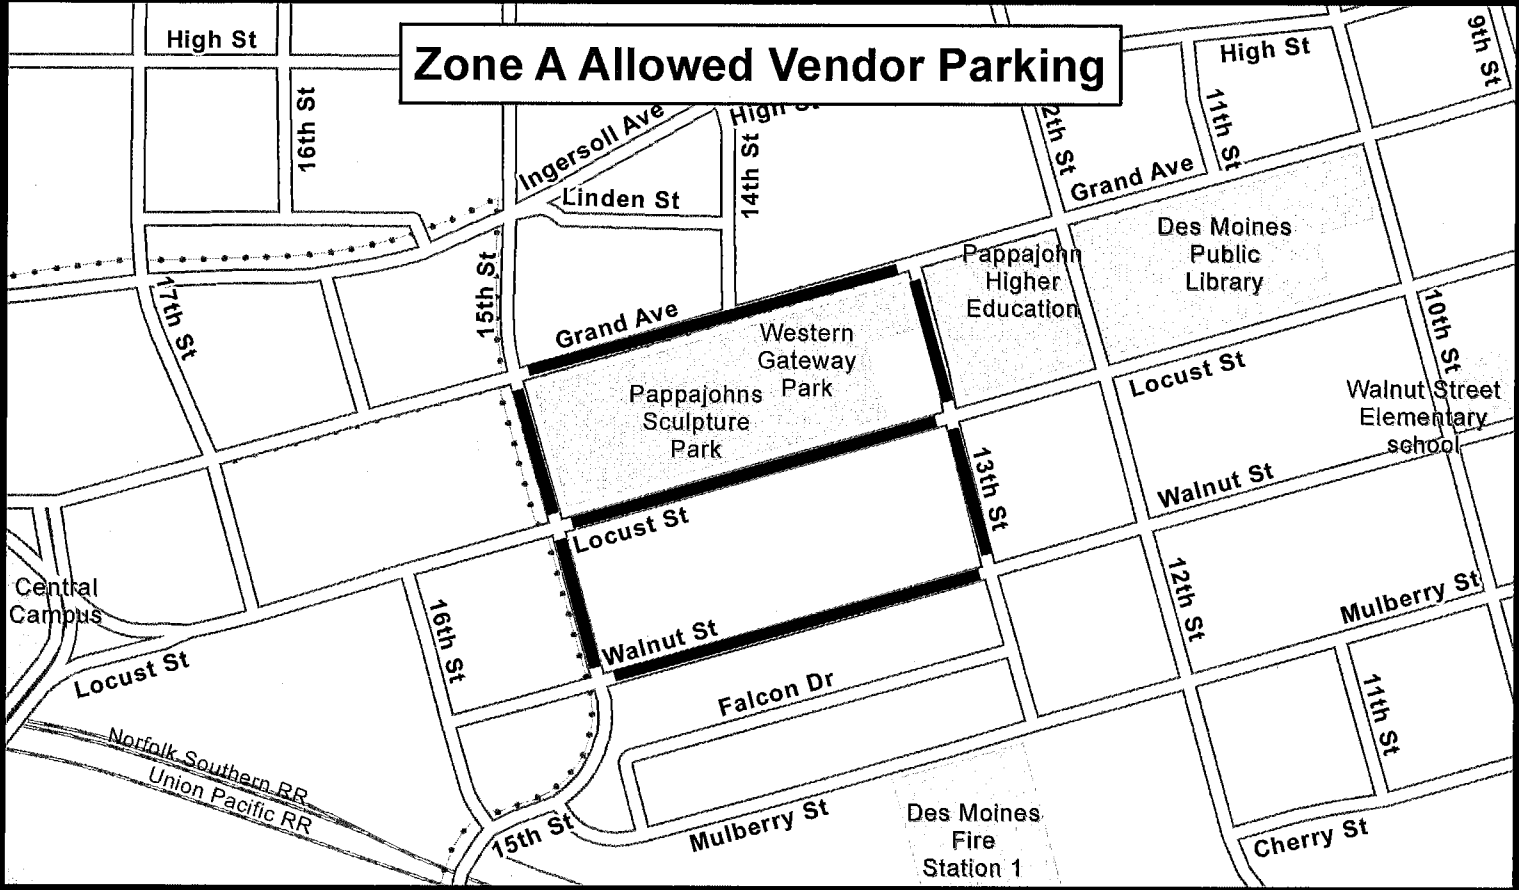 Zone A Allowed Vendor Parking
High St
High St
9th St
16th St
11th St
Ingersoll Ave
High St
2th St
14th St
Grand Ave
Linden St
Des Moines
Public
Library
Pappajohn
Higher
Education
15th St
17th St
Grand Ave
Western
Gateway
Park
10th St
Pappajohns
Sculpture
Park
Locust St
Walnut Street
Elementary
school
13th St
Walnut St
Locust St
Central
Campus
16th St
12th St
Mulberry St
Walnut St
Locust St
Falcon Dr
11th St
Norfolk Southern RR
Union Pacific RR
15th St
Mulberry St
Des Moines
Fire
Station 1
Cherry St